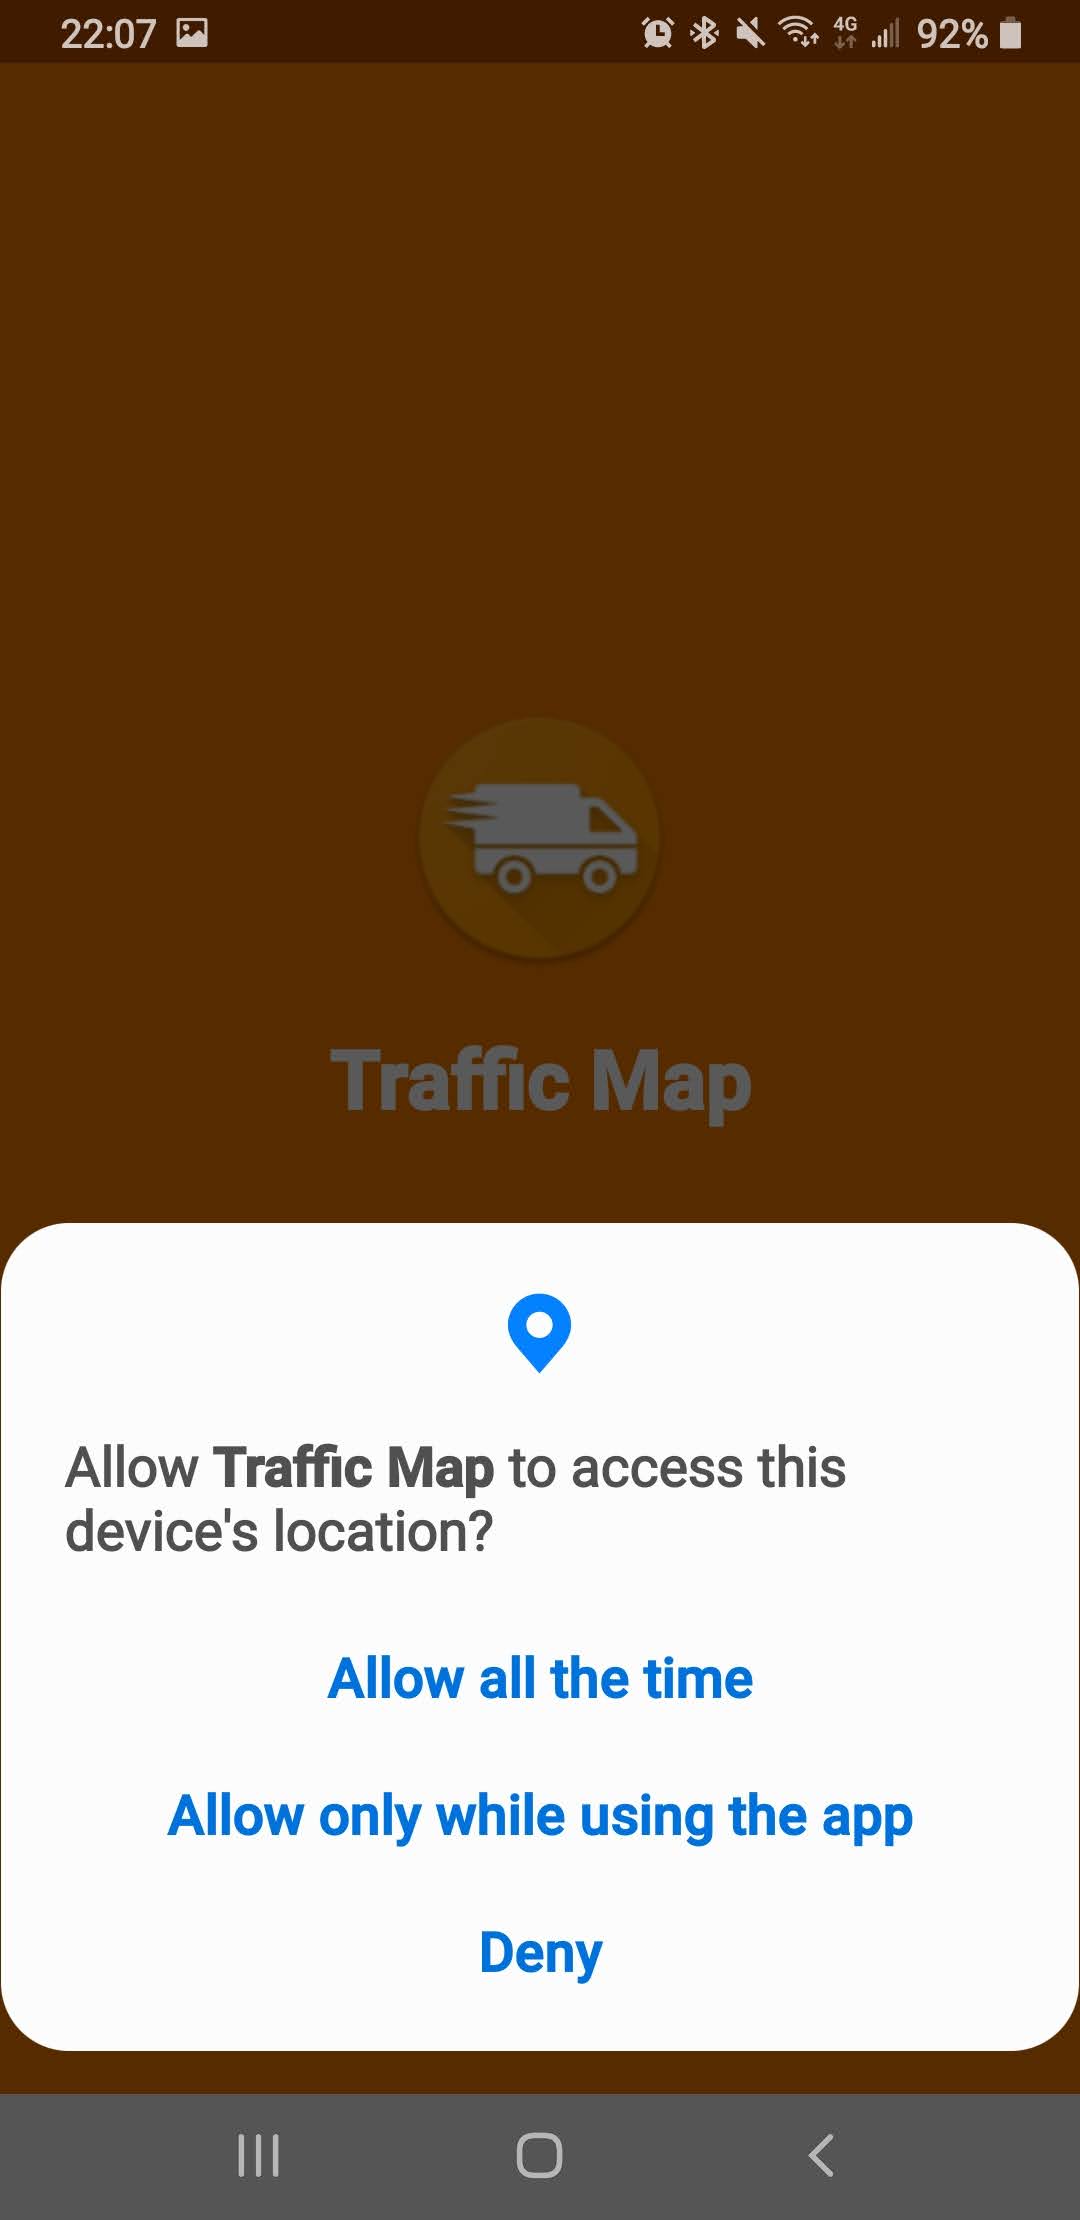 22:07 4G 92%
Traffic Map
Allow Traffic Map to access this
device's location?
Allow all the time
Allow only while using the app
Deny